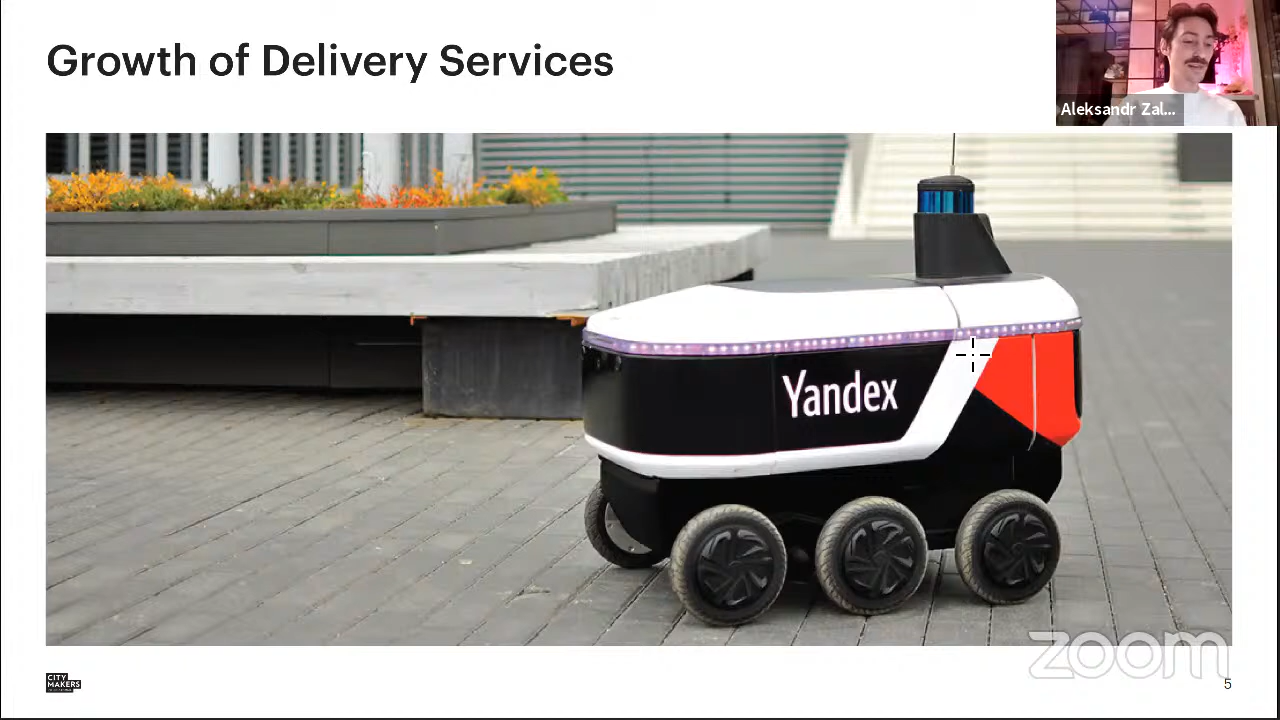 Growth of Delivery Services
Aleksandr Zal...
Yandex
zoom
CITY
MAKERS
5